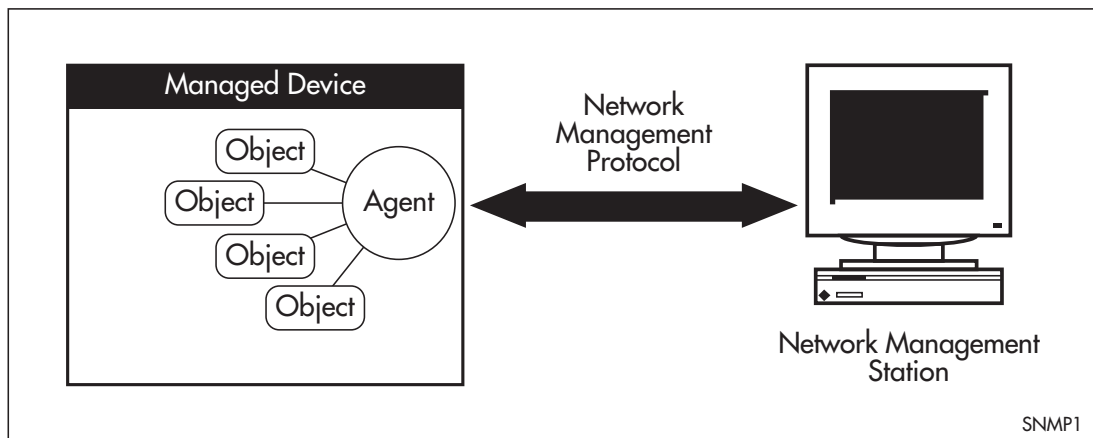 Managed Device
Object
Object
Object
Object
Agent
Network
Management
Protocol
Network Management
Station
SNMP1